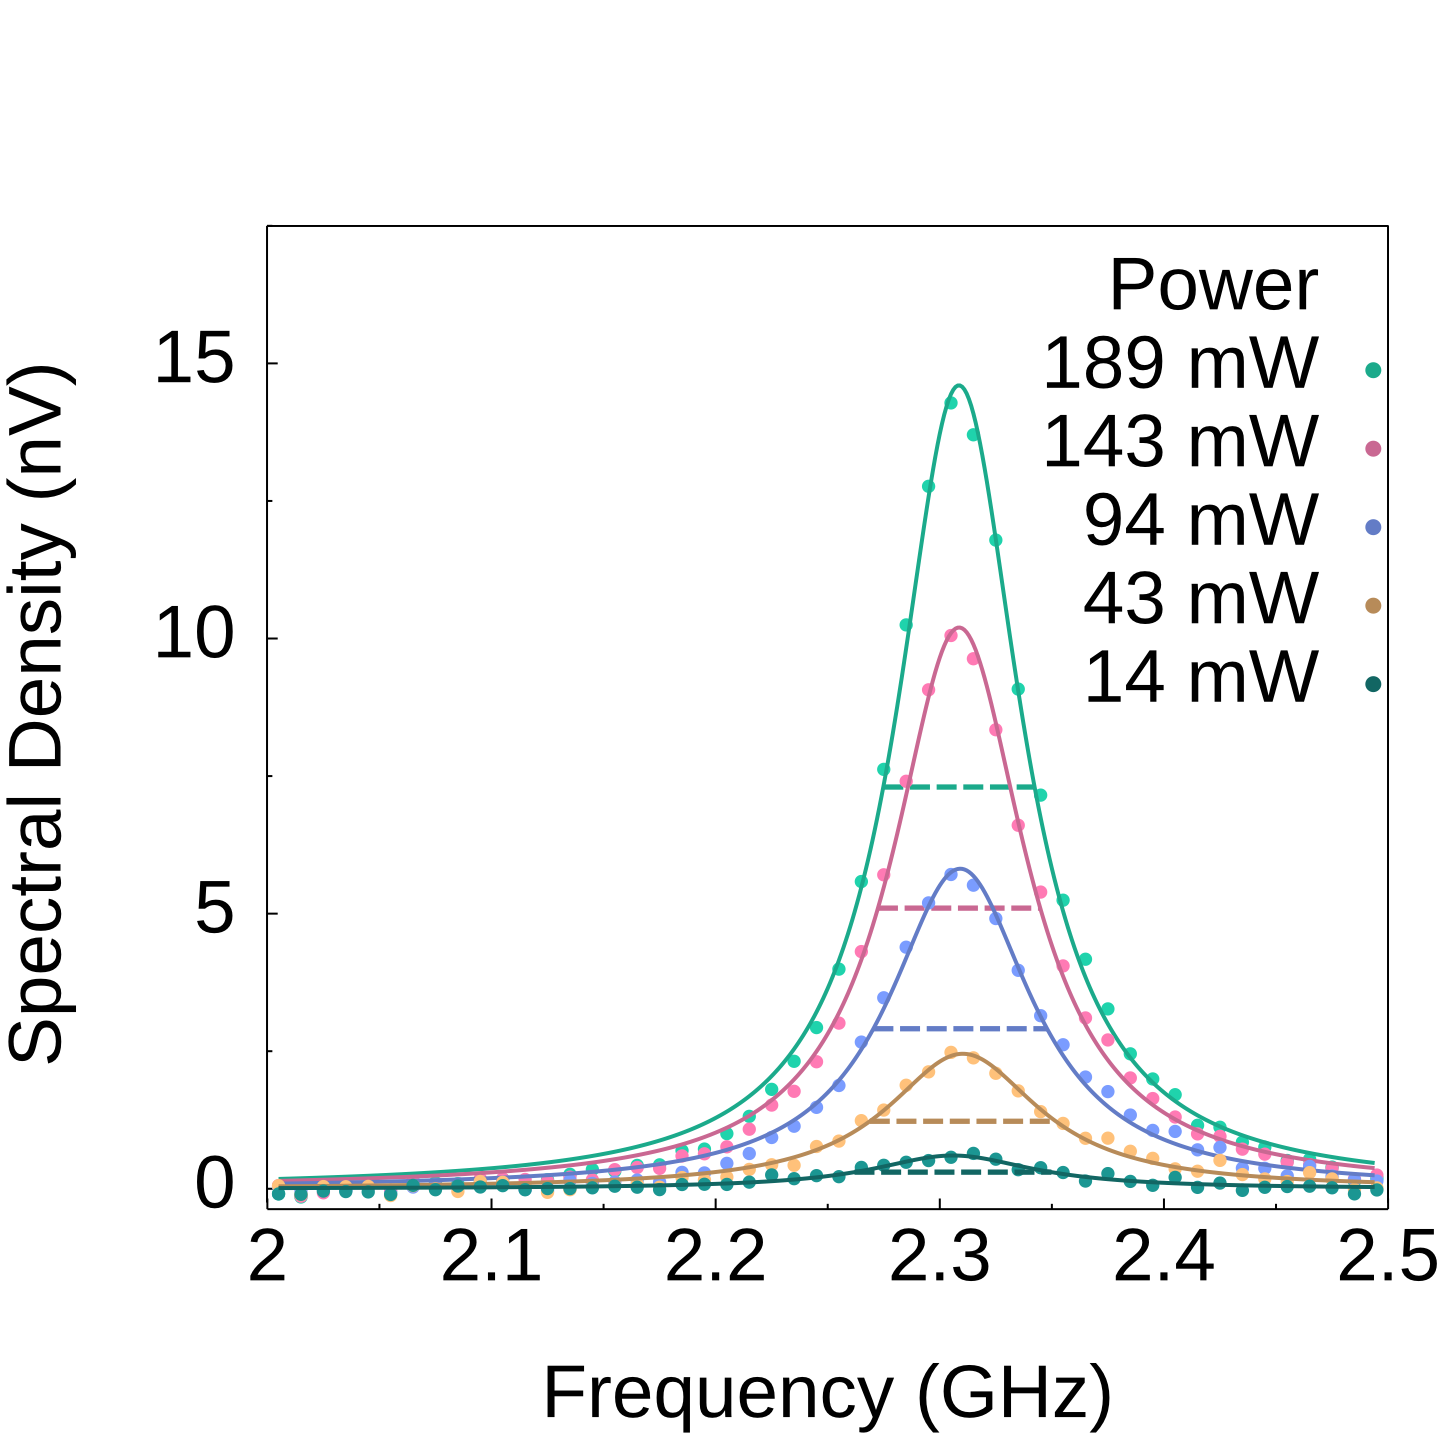 Power
189 mW
143 mW
94 mW
43 mW
14 mW
15
10
5
0
2 2.1 2.2 2.3 2.4 2.5
Frequency (GHz)
Spectral Density (nV)